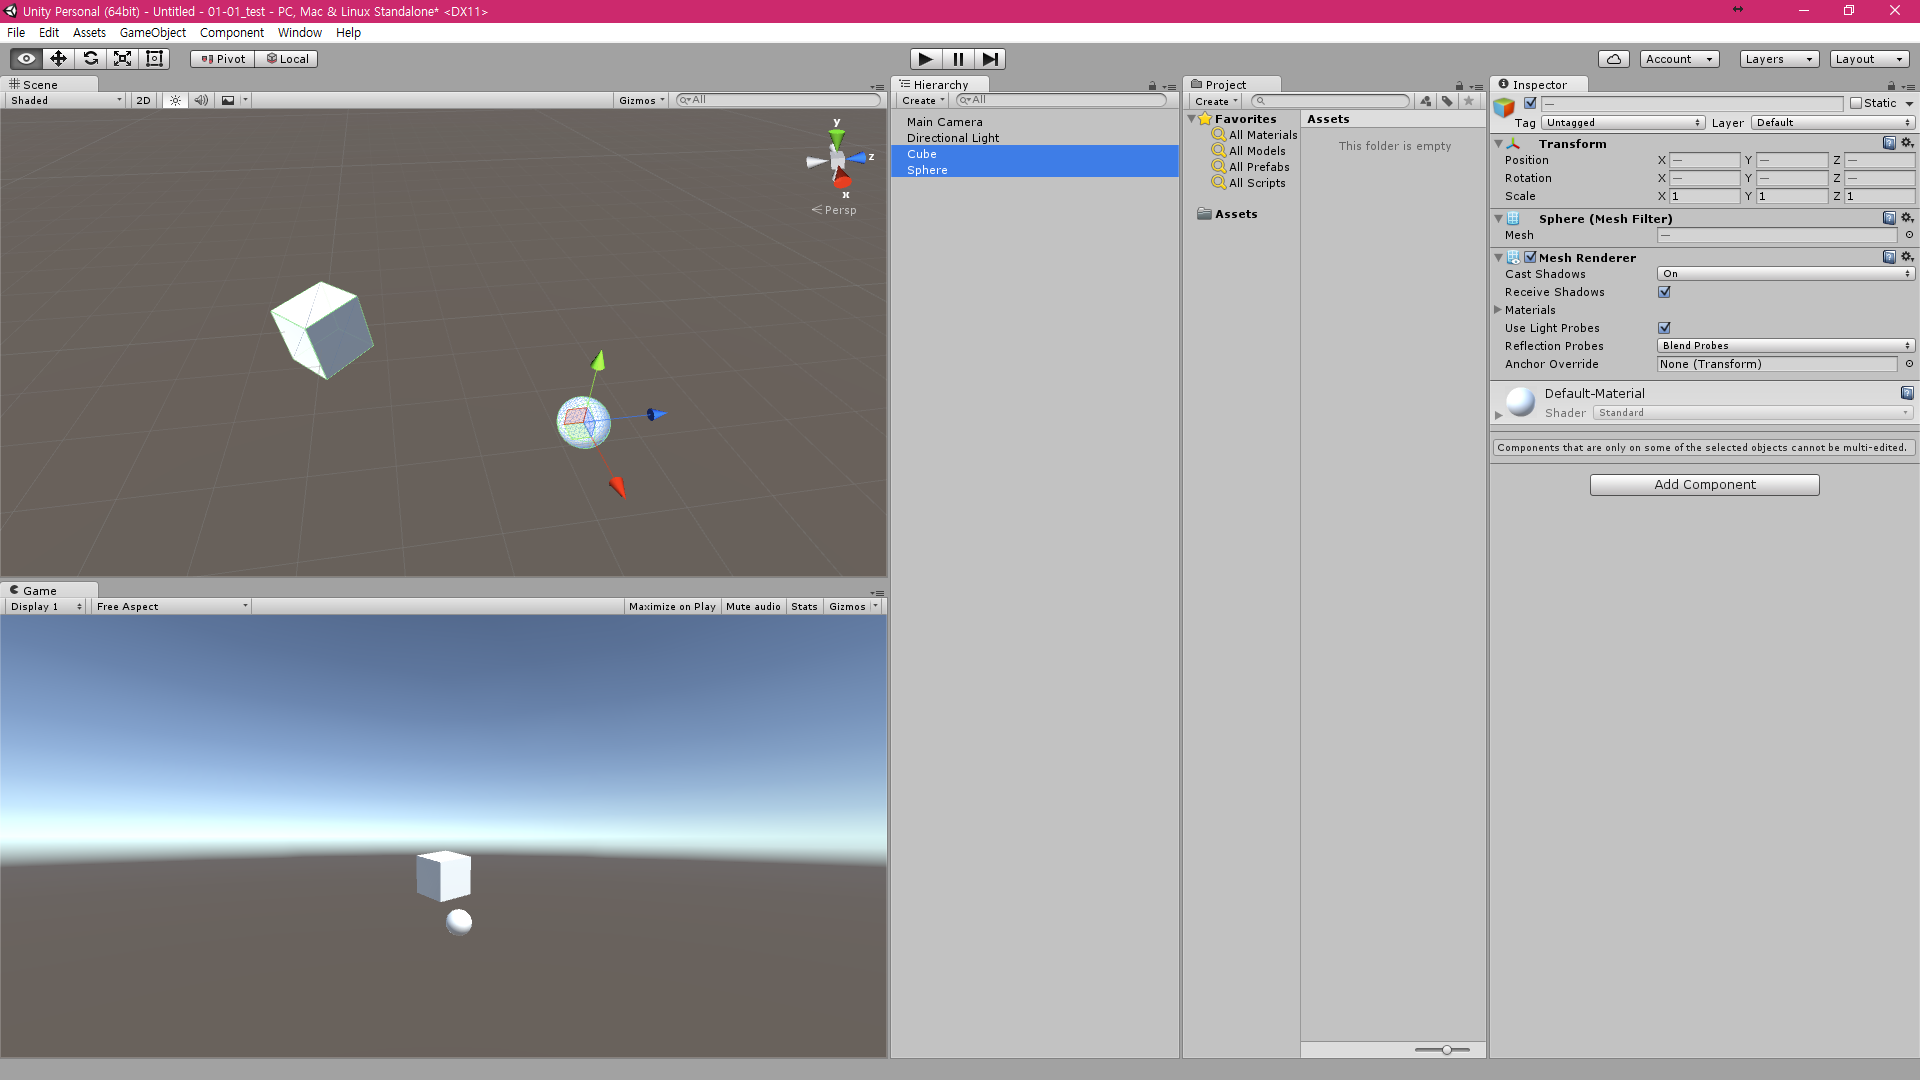 Unity Personal (64bit) - Untitled - 01-01_test - PC, Mac & Linux Standalone* <DX11>
File Edit Assets GameObject Component Window Help
Pivot Local Account Layers Layout
Scene
Shaded 2D Gizmos All
y
z
x
Persp
Game
Display 1 Free Aspect Maximize on Play Mute audio Stats Gizmos
Hierarchy
Create All
Main Camera
Directional Light
Cube
Sphere
Project
Create
Favorites
All Materials
All Models
All Prefabs
All Scripts
Assets
Assets
This folder is empty
Inspector
— Static
Tag Untagged Layer Default
Transform
Position X — Y — Z —
Rotation X — Y — Z —
Scale X 1 Y 1 Z 1
Sphere (Mesh Filter)
Mesh —
Mesh Renderer
Cast Shadows On
Receive Shadows
Materials
Use Light Probes
Reflection Probes Blend Probes
Anchor Override None (Transform)
Default-Material
Shader Standard
Components that are only on some of the selected objects cannot be multi-edited.
Add Component